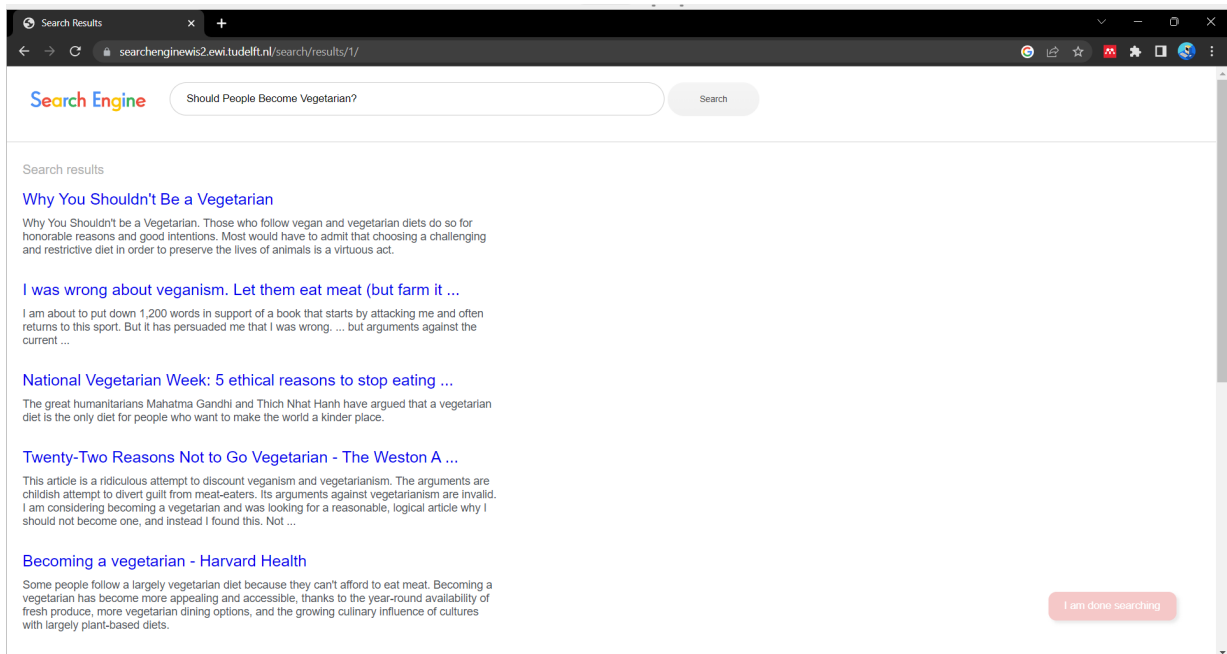 Search Results
searchenginewis2.ewi.tudelft.nl/search/results/1/
Search Engine
Should People Become Vegetarian?
Search
Search results
Why You Shouldn't Be a Vegetarian
Why You Shouldn't be a Vegetarian. Those who follow vegan and vegetarian diets do so for
honorable reasons and good intentions. Most would have to admit that choosing a challenging
and restrictive diet in order to preserve the lives of animals is a virtuous act.
I was wrong about veganism. Let them eat meat (but farm it ...
I am about to put down 1,200 words in support of a book that starts by attacking me and often
returns to this sport. But it has persuaded me that I was wrong. ... but arguments against the
current ...
National Vegetarian Week: 5 ethical reasons to stop eating ...
The great humanitarians Mahatma Gandhi and Thich Nhat Hanh have argued that a vegetarian
diet is the only diet for people who want to make the world a kinder place.
Twenty-Two Reasons Not to Go Vegetarian - The Weston A ...
This article is a ridiculous attempt to discount veganism and vegetarianism. The arguments are
childish attempt to divert guilt from meat-eaters. Its arguments against vegetarianism are invalid.
I am considering becoming a vegetarian and was looking for a reasonable, logical article why I
should not become one, and instead I found this. Not ...
Becoming a vegetarian - Harvard Health
Some people follow a largely vegetarian diet because they can't afford to eat meat. Becoming a
vegetarian has become more appealing and accessible, thanks to the year-round availability of
fresh produce, more vegetarian dining options, and the growing culinary influence of cultures
with largely plant-based diets.
I am done searching